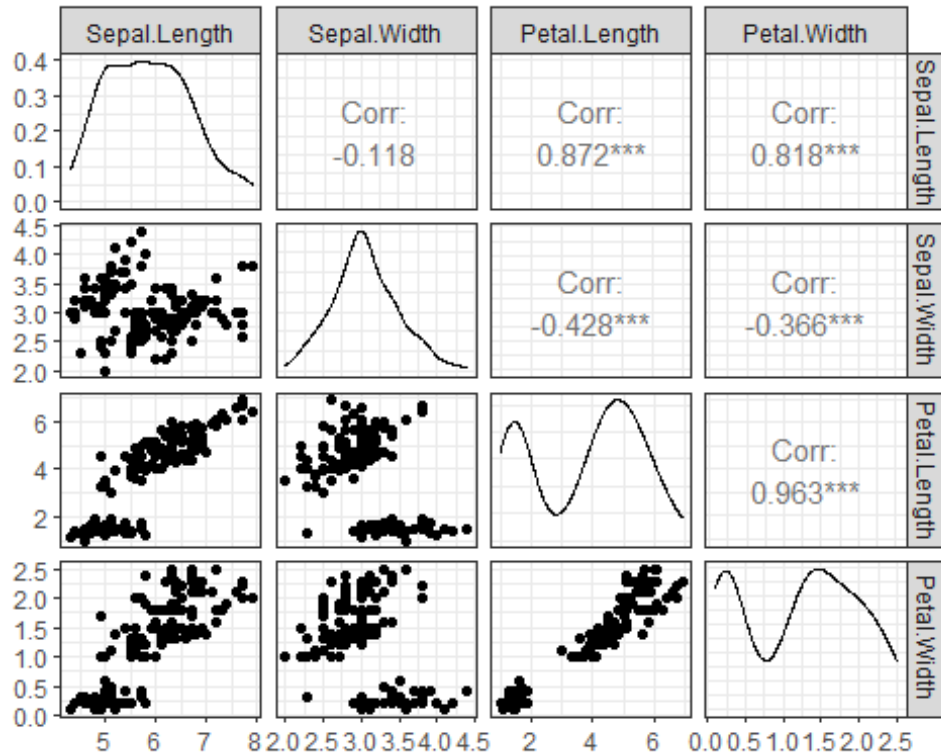 Sepal.Length Sepal.Width Petal.Length Petal.Width
0.4
0.3
0.2
0.1
0.0
Corr:
-0.118
Corr:
0.872***
Corr:
0.818***
Sepal.Length
4.5
4.0
3.5
3.0
2.5
2.0
Corr:
-0.428***
Corr:
-0.366***
Sepal.Width
6
4
2
Corr:
0.963***
Petal.Length
2.5
2.0
1.5
1.0
0.5
0.0
Petal.Width
5 6 7 8 2.0 2.5 3.0 3.5 4.0 4.5 2 4 6 0.0 0.5 1.0 1.5 2.0 2.5